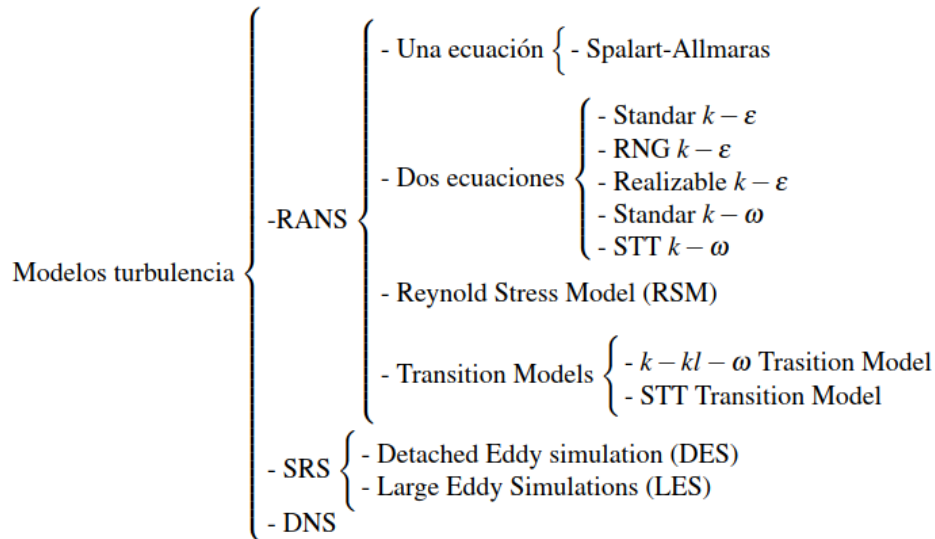 - Una ecuación { - Spalart-Allmaras
- Standar k − ε
- RNG k − ε
- Dos ecuaciones { - Realizable k − ε
- Standar k − ω
- STT k − ω
-RANS
Modelos turbulencia
- Reynold Stress Model (RSM)
- Transition Models { - k − kl − ω Trasition Model
- STT Transition Model
- SRS { - Detached Eddy simulation (DES)
- Large Eddy Simulations (LES)
- DNS